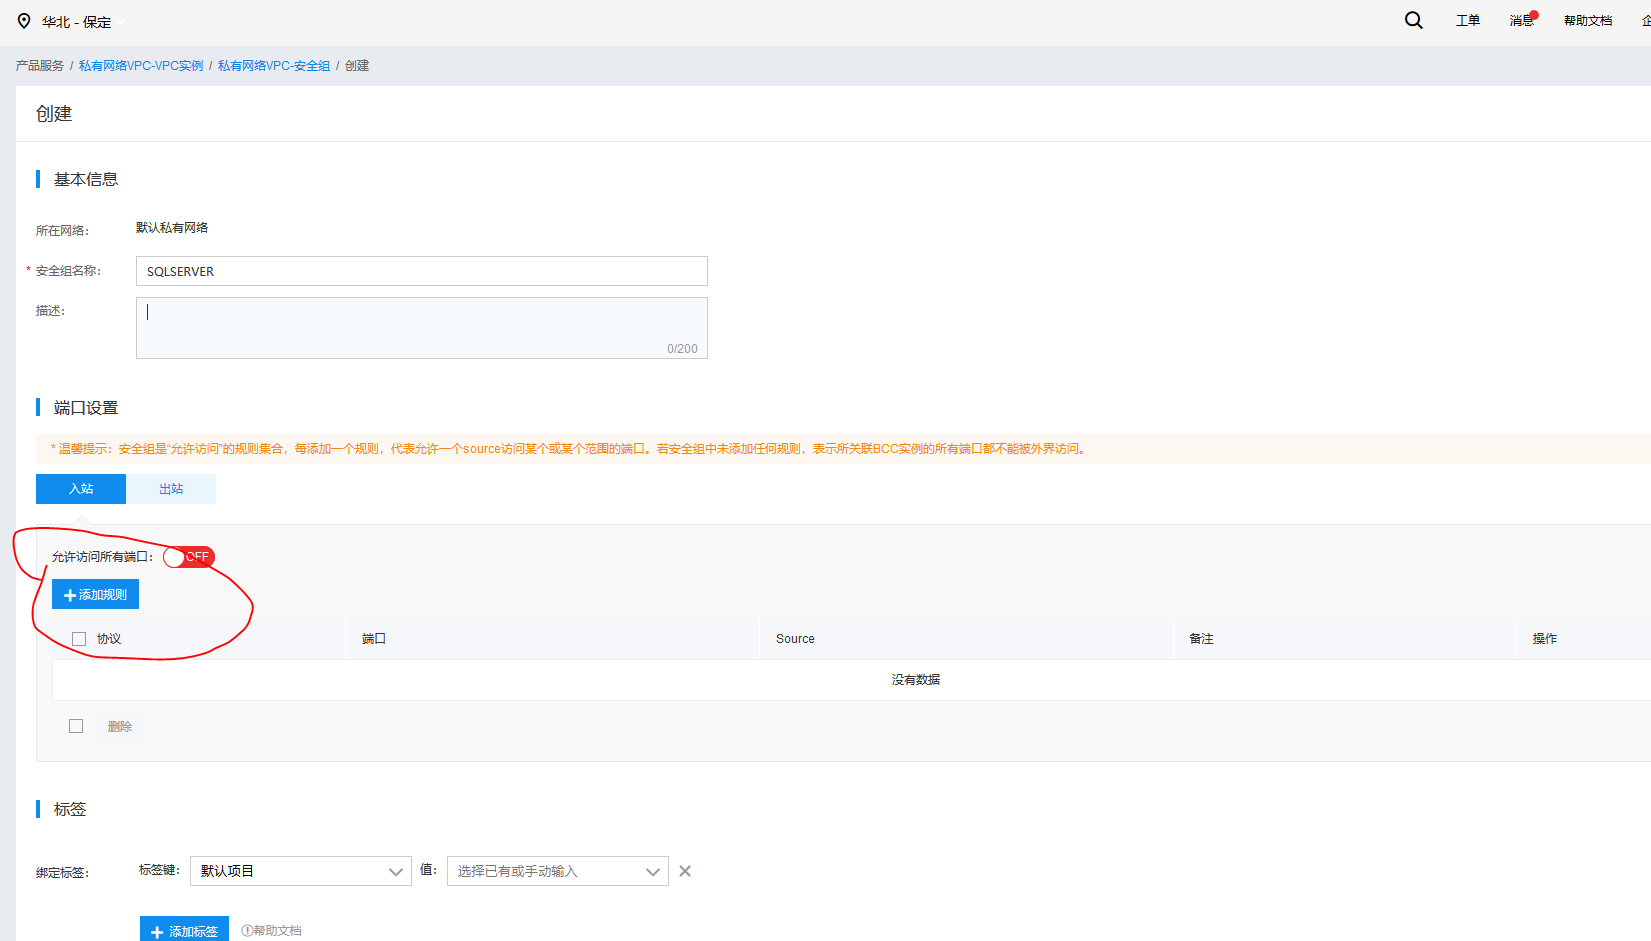 华北 - 保定
工单 消息 帮助文档
产品服务 / 私有网络VPC-VPC实例 / 私有网络VPC-安全组 / 创建
创建
基本信息
所在网络： 默认私有网络
* 安全组名称： SQLSERVER
描述：
0/200
端口设置
* 温馨提示：安全组是“允许访问”的规则集合，每添加一个规则，代表允许一个source访问某个或某个范围的端口。若安全组中未添加任何规则，表示所关联BCC实例的所有端口都不能被外界访问。
入站 出站
允许访问所有端口： OFF
添加规则
协议 端口 Source 备注 操作
没有数据
删除
标签
绑定标签： 标签键： 默认项目 值： 选择已有或手动输入
添加标签 帮助文档